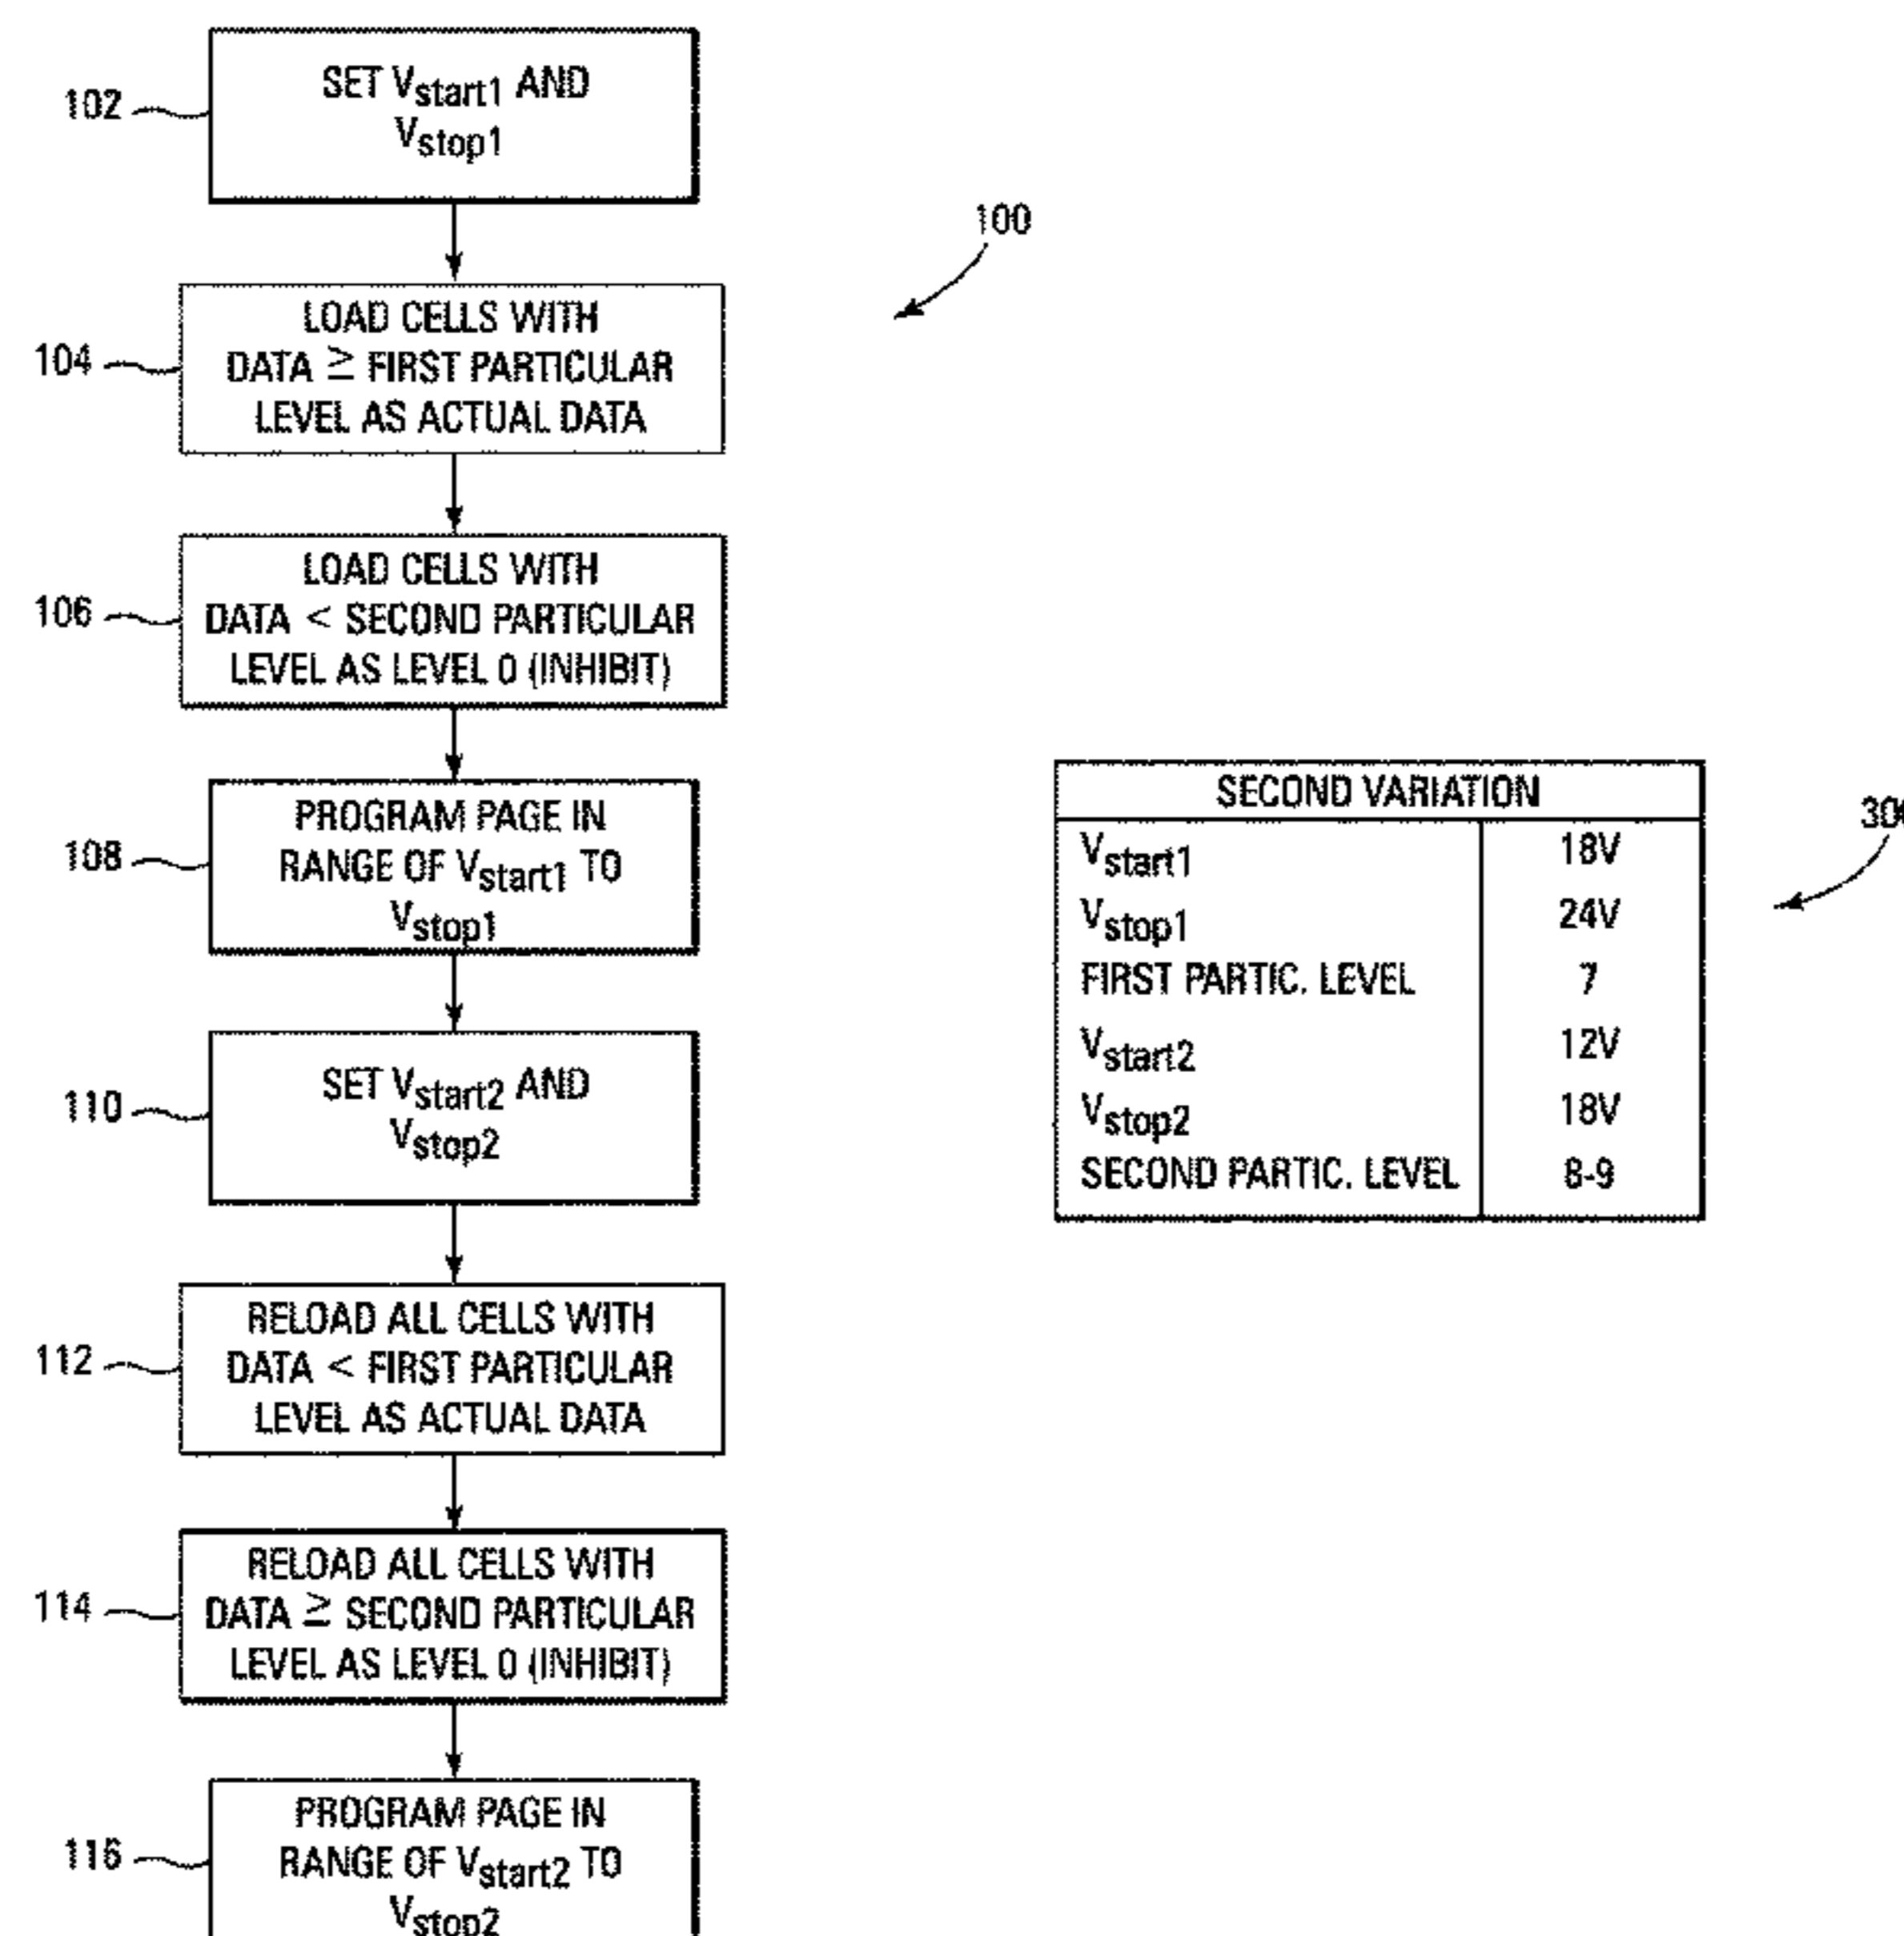 SET Vstart1 AND
Vstop1
102
100
LOAD CELLS WITH
DATA ≥ FIRST PARTICULAR
LEVEL AS ACTUAL DATA
104
LOAD CELLS WITH
DATA < SECOND PARTICULAR
LEVEL AS LEVEL 0 (INHIBIT)
106
PROGRAM PAGE IN
RANGE OF Vstart1 TO
Vstop1
108
SET Vstart2 AND
Vstop2
110
RELOAD ALL CELLS WITH
DATA < FIRST PARTICULAR
LEVEL AS ACTUAL DATA
112
RELOAD ALL CELLS WITH
DATA ≥ SECOND PARTICULAR
LEVEL AS LEVEL 0 (INHIBIT)
114
PROGRAM PAGE IN
RANGE OF Vstart2 TO
Vstop2
116
SECOND VARIATION
Vstart1 18V
Vstop1 24V
FIRST PARTIC. LEVEL 7
Vstart2 12V
Vstop2 18V
SECOND PARTIC. LEVEL 8-9